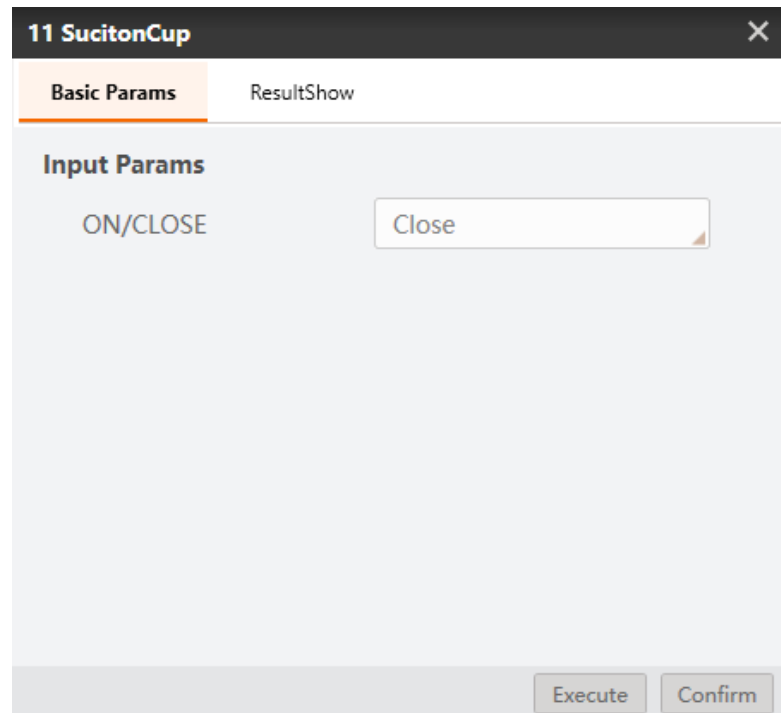 11 SucitonCup
Basic Params ResultShow
Input Params
ON/CLOSE Close
Execute Confirm